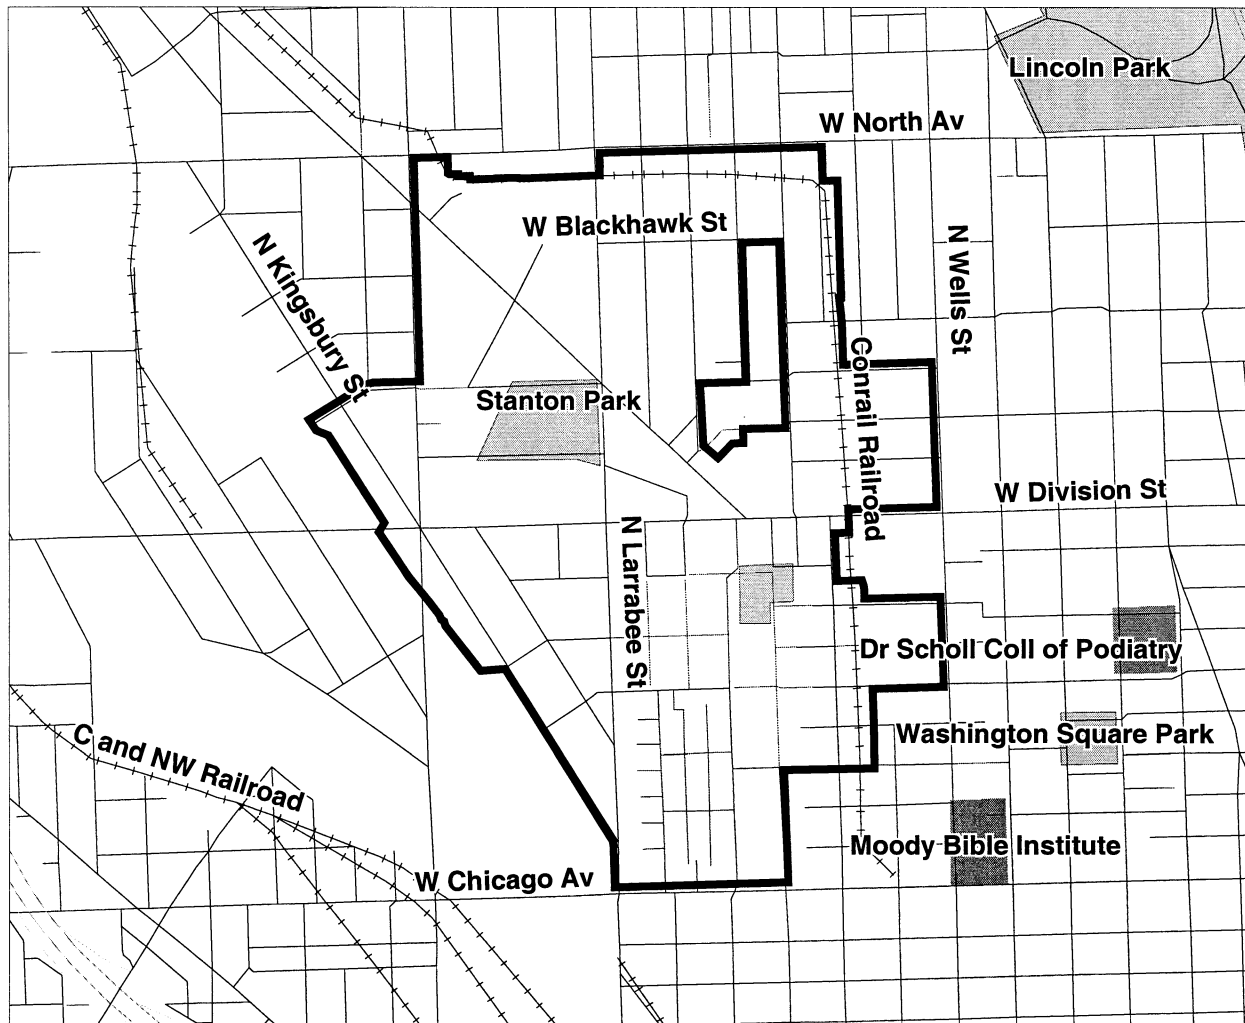 Lincoln Park
W North Av
W Blackhawk St
N Wells St
N Kingsbury St
Conrail Railroad
Stanton Park
W Division St
N Larrabee St
Dr Scholl Coll of Podiatry
Washington Square Park
C and NW Railroad
Moody Bible Institute
W Chicago Av